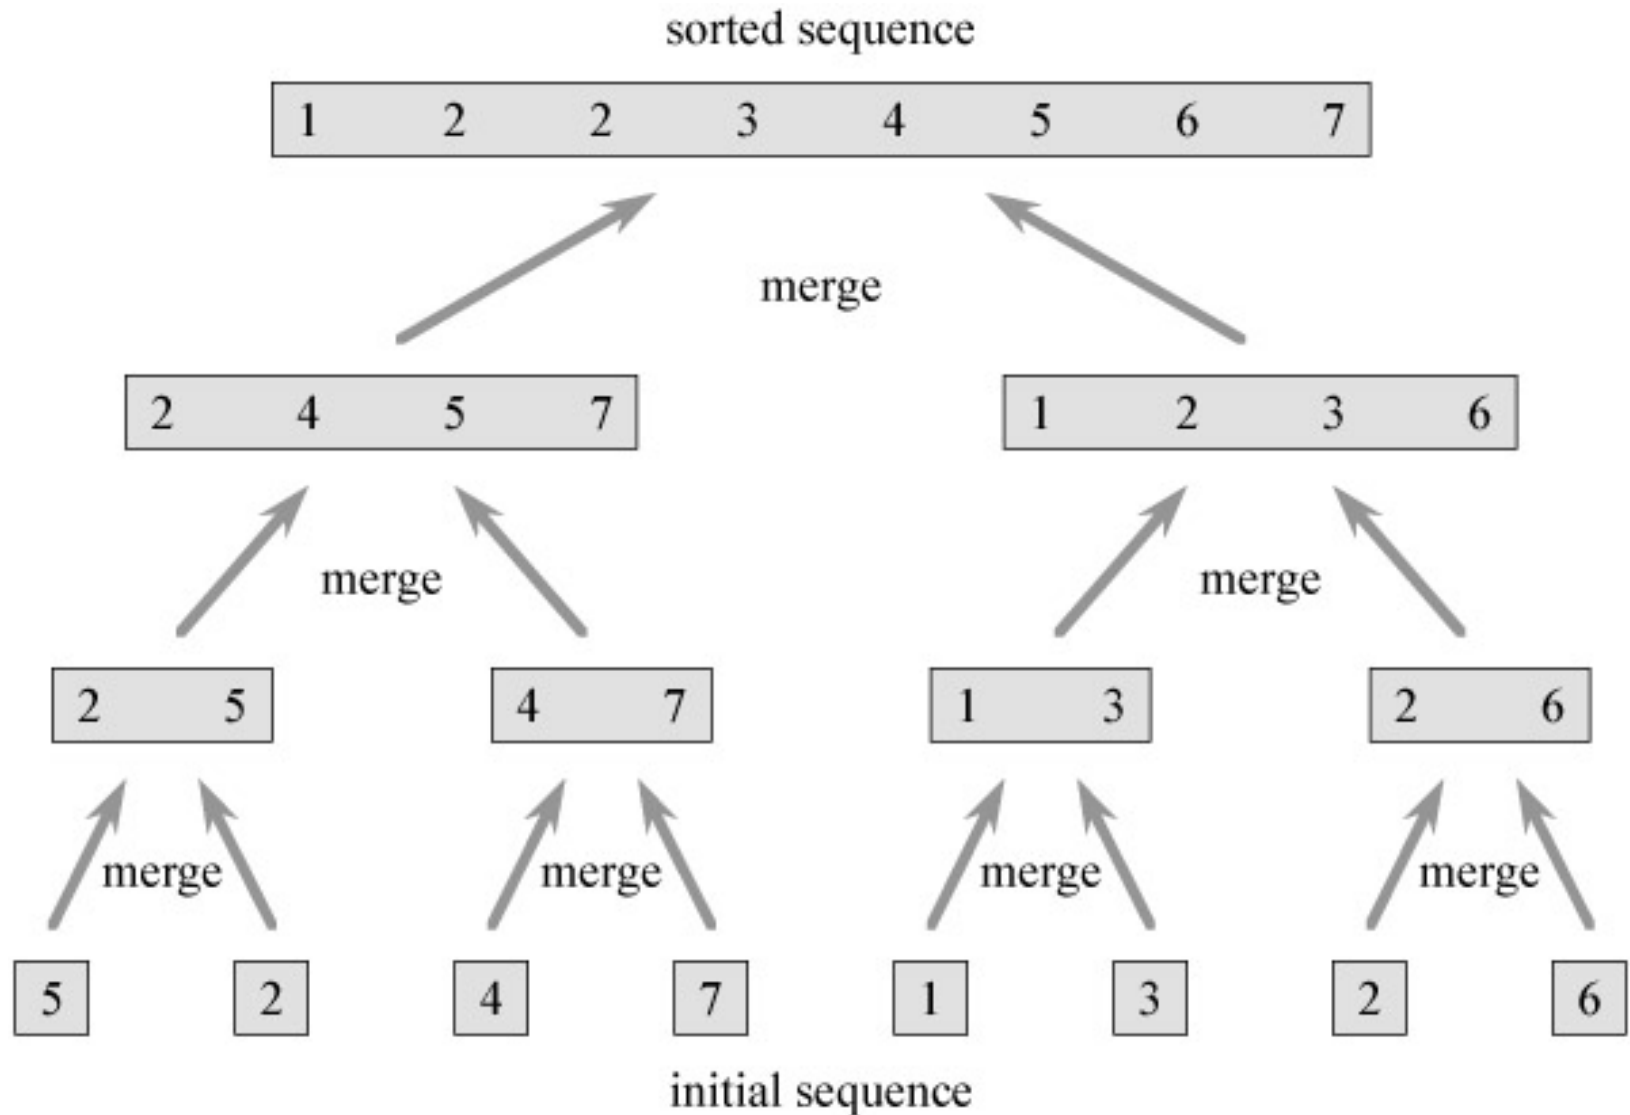 sorted sequence
1 2 2 3 4 5 6 7
merge
2 4 5 7 1 2 3 6
merge merge
2 5 4 7 1 3 2 6
merge merge merge merge
5 2 4 7 1 3 2 6
initial sequence